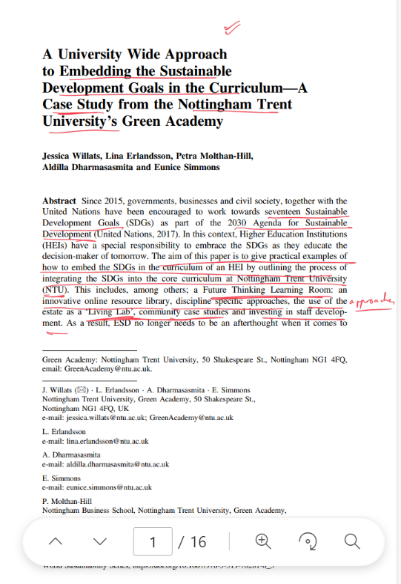 A University Wide Approach
to Embedding the Sustainable
Development Goals in the Curriculum—A
Case Study from the Nottingham Trent
University's Green Academy
Jessica Willats, Lina Erlandsson, Petra Molthan-Hill,
Aldilla Dharmasasmita and Eunice Simmons
Abstract Since 2015, governments, businesses and civil society, together with the
United Nations have been encouraged to work towards seventeen Sustainable
Development Goals (SDGs) as part of the 2030 Agenda for Sustainable
Development (United Nations, 2017). In this context, Higher Education Institutions
(HEIs) have a special responsibility to embrace the SDGs as they educate the
decision-maker of tomorrow. The aim of this paper is to give practical examples of
how to embed the SDGs in the curriculum of an HEI by outlining the process of
integrating the SDGs into the core curriculum at Nottingham Trent University
(NTU). This includes, among others; a Future Thinking Learning Room: an
innovative online resource library, discipline specific approaches, the use of the
estate as a 'Living Lab', community case studies and investing in staff develop-
ment. As a result, ESD no longer needs to be an afterthought when it comes to
Green Academy: Nottingham Trent University, 50 Shakespeare St., Nottingham NG1 4FQ,
email: GreenAcademy@ntu.ac.uk.
J. Willats (✉) · L. Erlandsson · A. Dharmasasmita · E. Simmons
Nottingham Trent University, Green Academy, 50 Shakespeare St.,
Nottingham NG1 4FQ, UK
e-mail: jessica.willats@ntu.ac.uk; GreenAcademy@ntu.ac.uk
L. Erlandsson
e-mail: lina.erlandsson@ntu.ac.uk
A. Dharmasasmita
e-mail: aldilla.dharmasasmita@ntu.ac.uk
E. Simmons
e-mail: eunice.simmons@ntu.ac.uk
P. Molthan-Hill
Nottingham Business School, Nottingham Trent University, Green Academy,
1 / 16